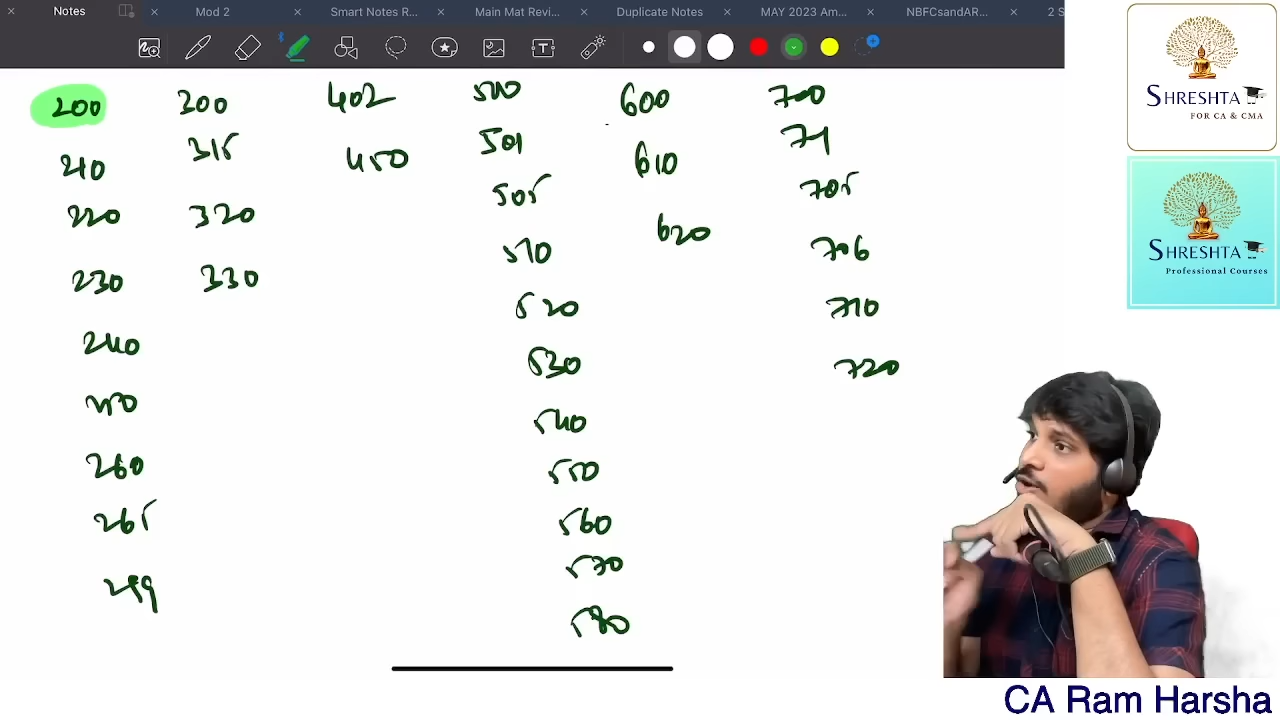 Notes
Mod 2
Smart Notes R...
Main Mat Revi...
Duplicate Notes
MAY 2023 Am...
NBFCsandAR...
2 S
200 300 402 500 600 700
210 315 450 501 610 701
220 320 505 620 705
230 330 510 706
240 520 710
250 530 720
260 540
265 550
299 560
570
580
SHRESHTA
FOR CA & CMA
SHRESHTA
Professional Courses
CA Ram Harsha